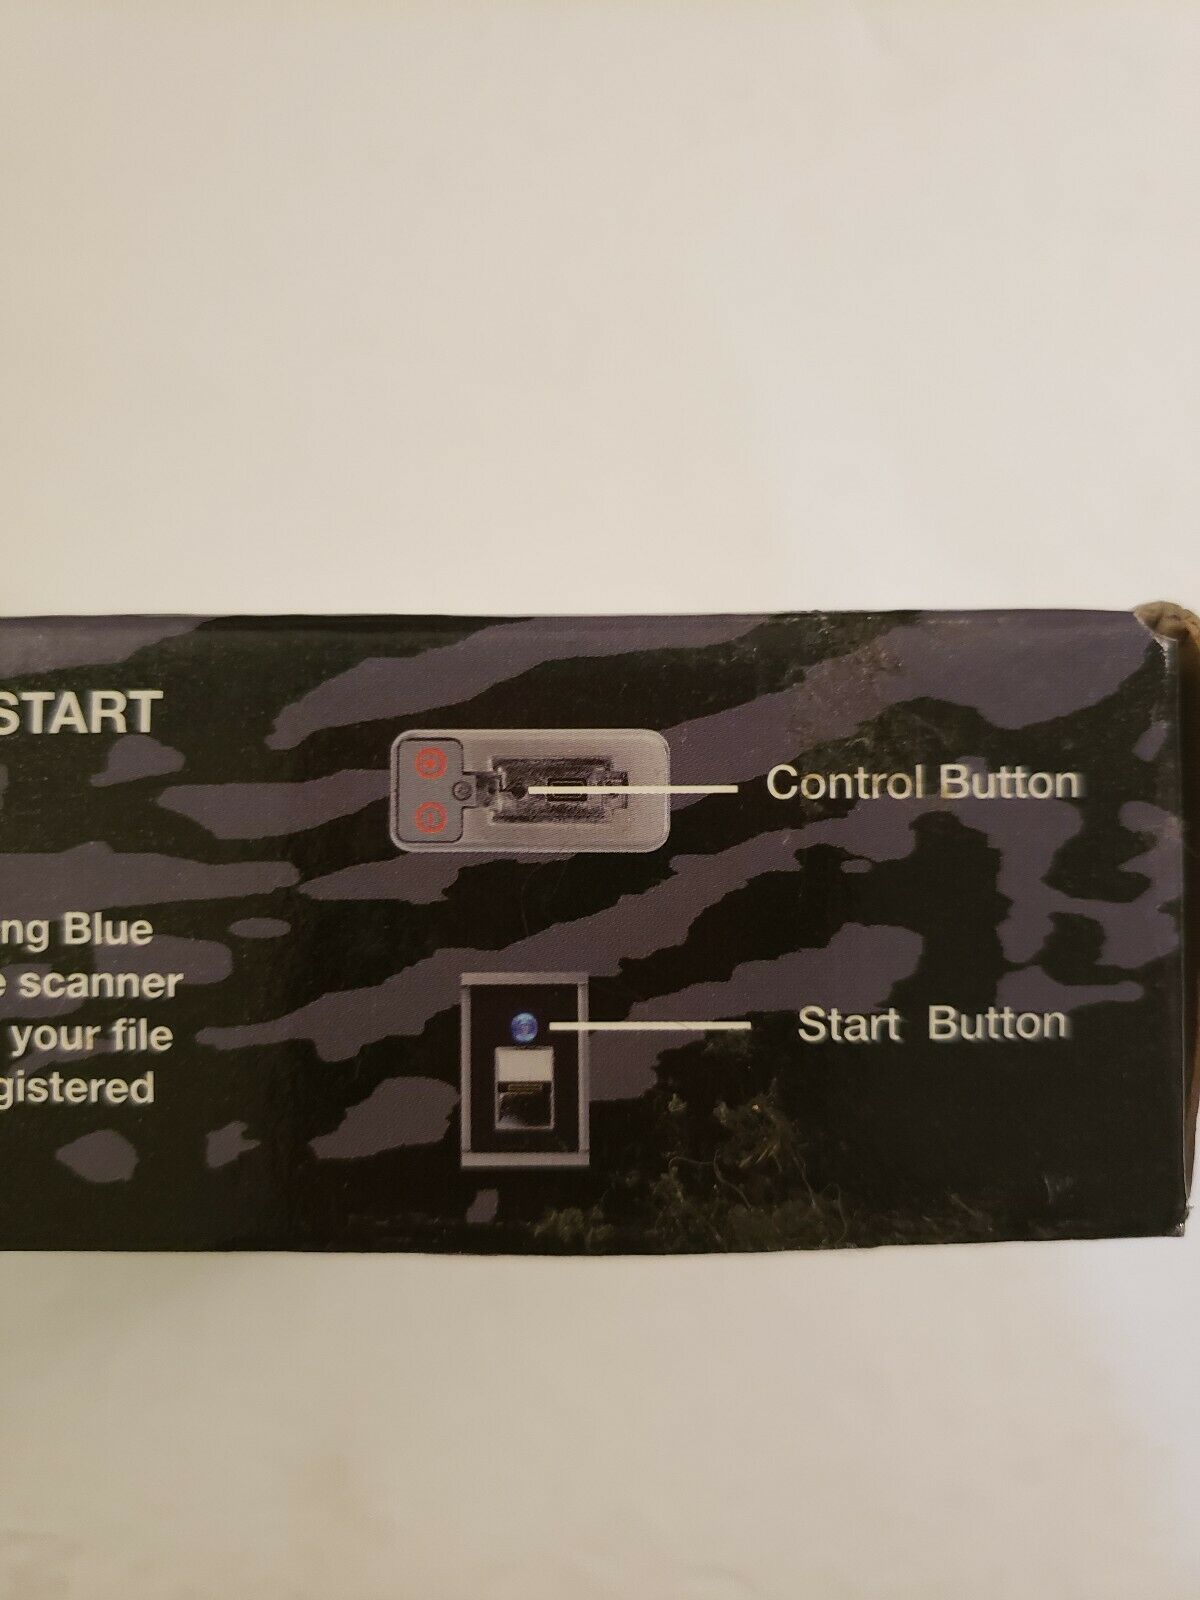 START
Control Button
ng Blue
e scanner
your file
gistered
Start Button